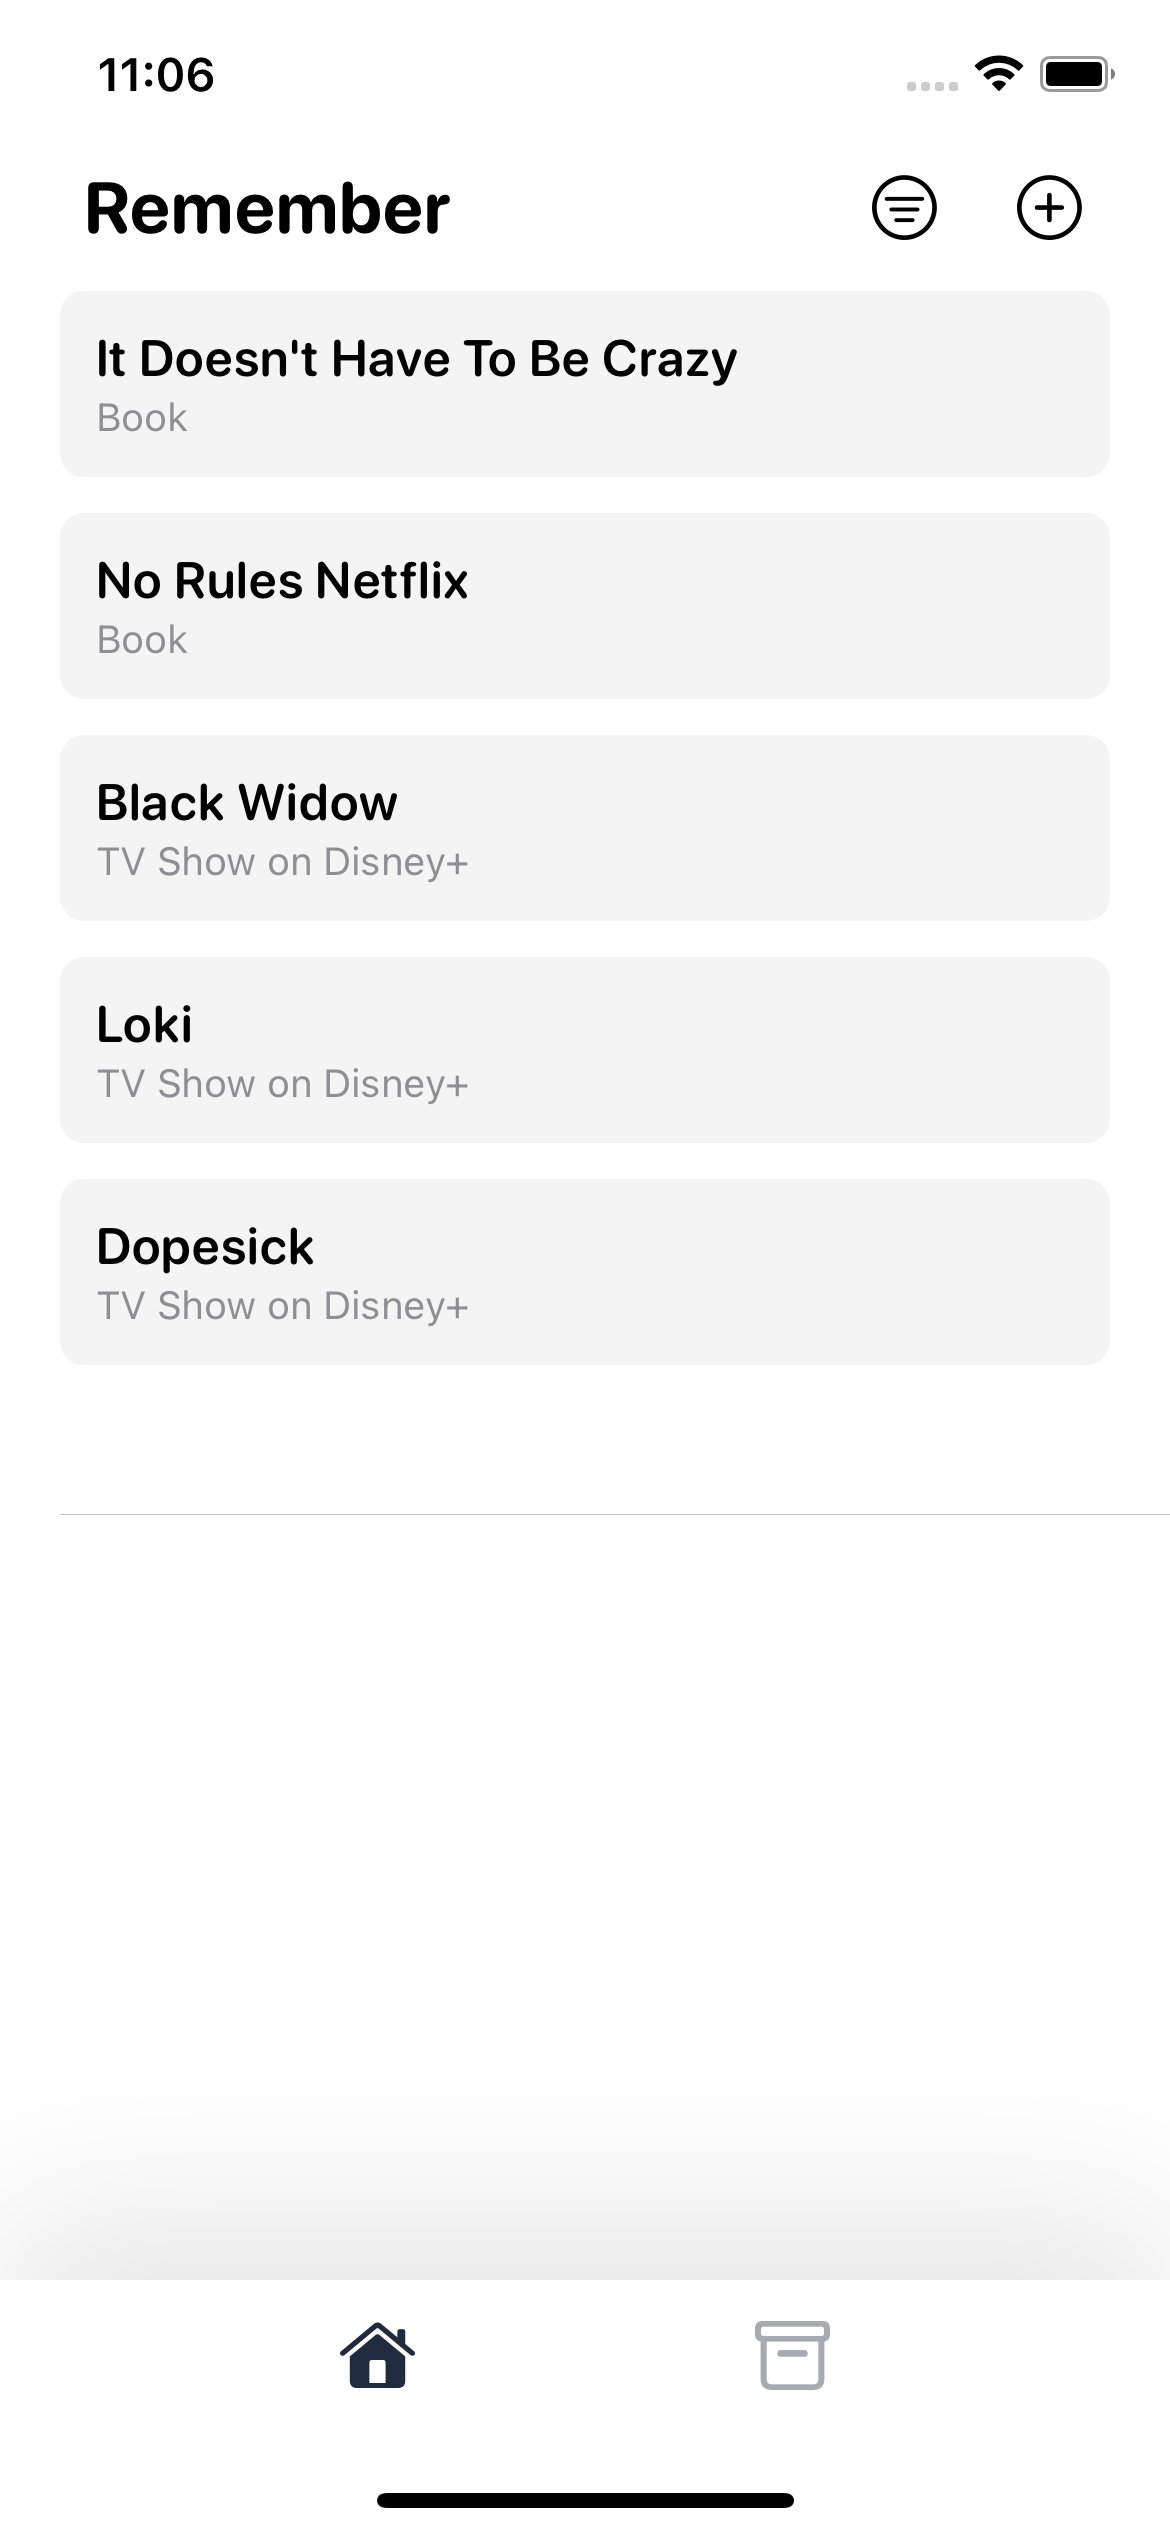 11:06
Remember
It Doesn't Have To Be Crazy
Book
No Rules Netflix
Book
Black Widow
TV Show on Disney+
Loki
TV Show on Disney+
Dopesick
TV Show on Disney+